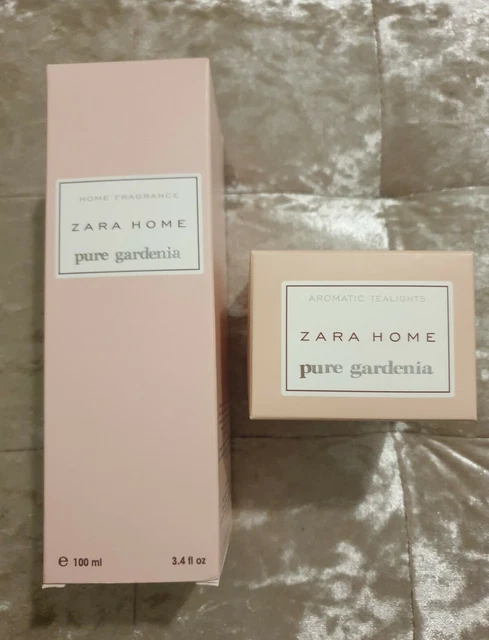 HOME FRAGRANCE
ZARA HOME
pure gardenia
e 100 ml
3.4 fl oz
AROMATIC TEALIGHTS
ZARA HOME
pure gardenia